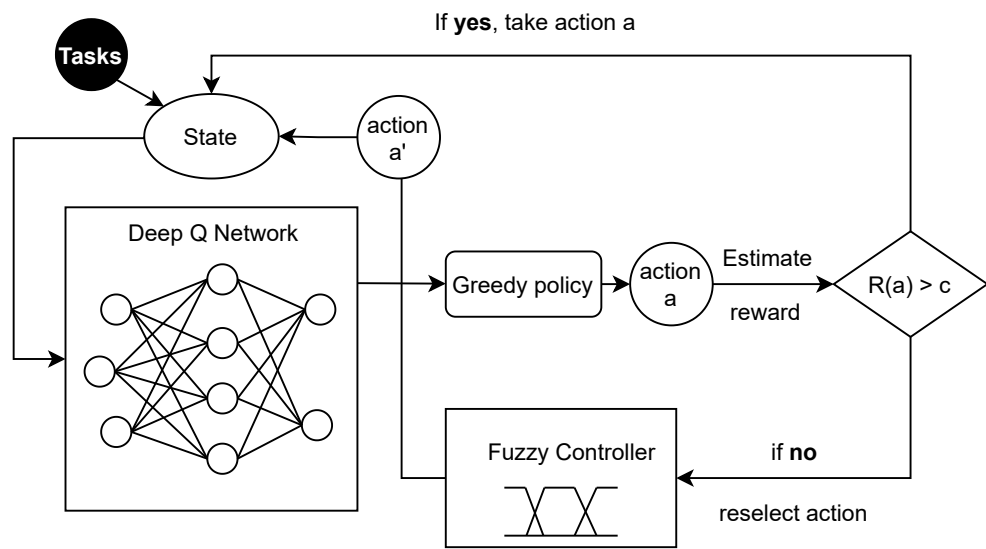 If yes, take action a
Tasks
State
action
a'
Deep Q Network
Greedy policy
action
a
Estimate
reward
R(a) > c
Fuzzy Controller
if no
reselect action